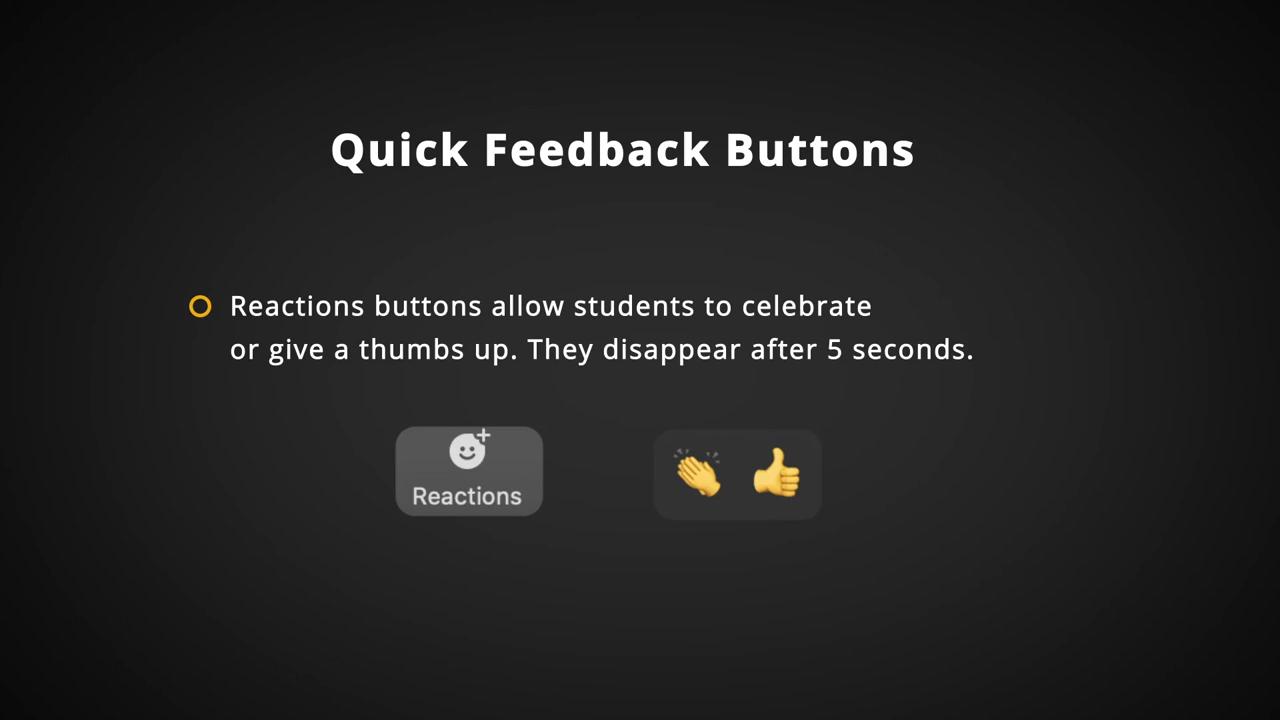 Quick Feedback Buttons
Reactions buttons allow students to celebrate
or give a thumbs up. They disappear after 5 seconds.
Reactions